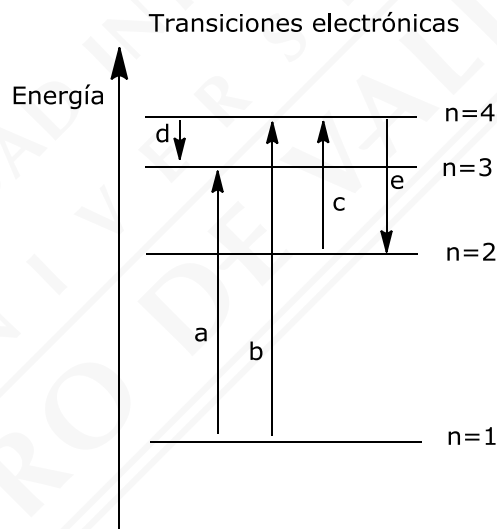 Transiciones electrónicas
Energía
n=4
d
n=3
e
c
n=2
a
b
n=1